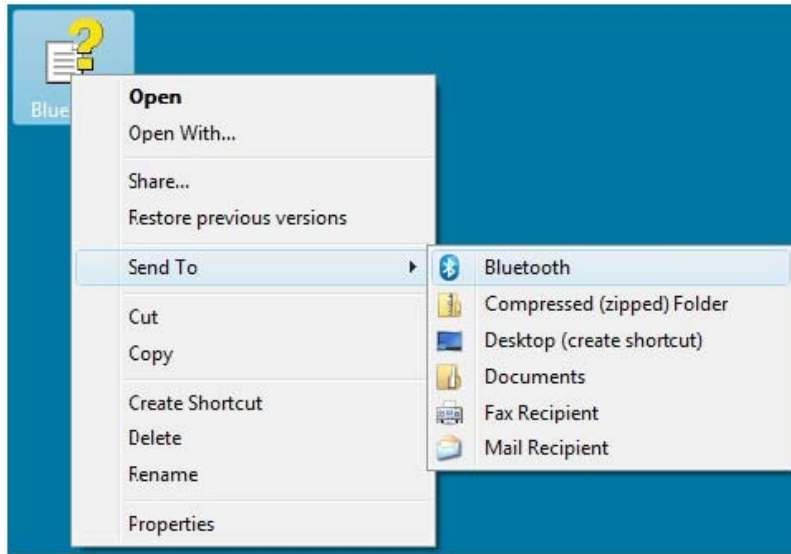 Blue
Open
Open With...
Share...
Restore previous versions
Send To
Cut
Copy
Create Shortcut
Delete
Rename
Properties
Bluetooth
Compressed (zipped) Folder
Desktop (create shortcut)
Documents
Fax Recipient
Mail Recipient